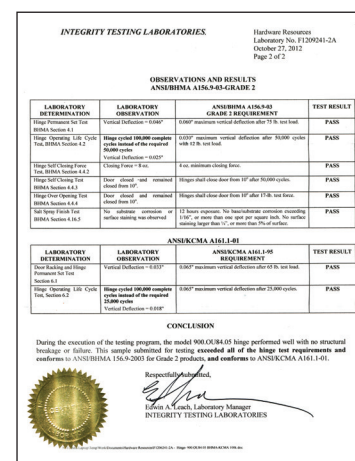 INTEGRITY TESTING LABORATORIES.
Hardware Resources
Laboratory No. F1209241-2A
October 27, 2012
Page 2 of 2
OBSERVATIONS AND RESULTS
ANSI/BHMA A156.9-03-GRADE 2
LABORATORY DETERMINATION
LABORATORY OBSERVATION
ANSI/BHMA A156.9-03 GRADE 2 REQUIREMENT
TEST RESULT
Hinge Permanent Set Test
BHMA Section 4.1
Vertical Deflection = 0.046"
0.060" maximum vertical deflection after 75 lb. test load.
PASS
Hinge Operating Life Cycle
Test, BHMA Section 4.2
Hinge cycled 100,000 complete
cycles instead of the required
50,000 cycles
Vertical Deflection = 0.025"
0.030" maximum vertical deflection after 50,000 cycles
with 12 lb. test load.
PASS
Hinge Self Closing Force
Test, Section 4.4.2
Closing Force = 8 oz.
4 oz. minimum closing force.
PASS
Hinge Self Closing Test
BHMA Section 4.4.3
Door closed and remained
closed from 10°.
Hinges shall close door from 10° after 50,000 cycles.
PASS
Hinge Over Opening Test
BHMA Section 4.4.4
Door closed and remained
closed from 10°.
Hinges shall close door from 10° after 17-lb. test force.
PASS
Salt Spray Finish Test
BHMA Section 4.16.5
No substrate corrosion or
surface staining was observed
12 hours exposure. No base/substrate corrosion exceeding
1/16", or more than one spot per square inch. No surface
staining larger than ¼", or more than 5% of surface.
PASS
ANSI/KCMA A161.1-01
LABORATORY DETERMINATION
LABORATORY OBSERVATION
ANSI/KCMA A161.1-95 REQUIREMENT
TEST RESULT
Door Racking and Hinge
Permanent Set Test
Section 6.1
Vertical Deflection = 0.033"
0.065" maximum vertical deflection after 65 lb. test load.
PASS
Hinge Operating Life Cycle
Test, Section 6.2
Hinge cycled 100,000 complete
cycles instead of the required
25,000 cycles
Vertical Deflection = 0.018"
0.065" maximum vertical deflection after 25,000 cycles.
PASS
CONCLUSION
During the execution of the testing program, the model 900.0U84.05 hinge performed well with no structural
breakage or failure. This sample submitted for testing exceeded all of the hinge test requirements and
conforms to ANSI/BHMA 156.9-2003 for Grade 2 products, and conforms to ANSI/KCMA A161.1-01.
Respectfully submitted,
Edwin A. Leach, Laboratory Manager
INTEGRITY TESTING LABORATORIES